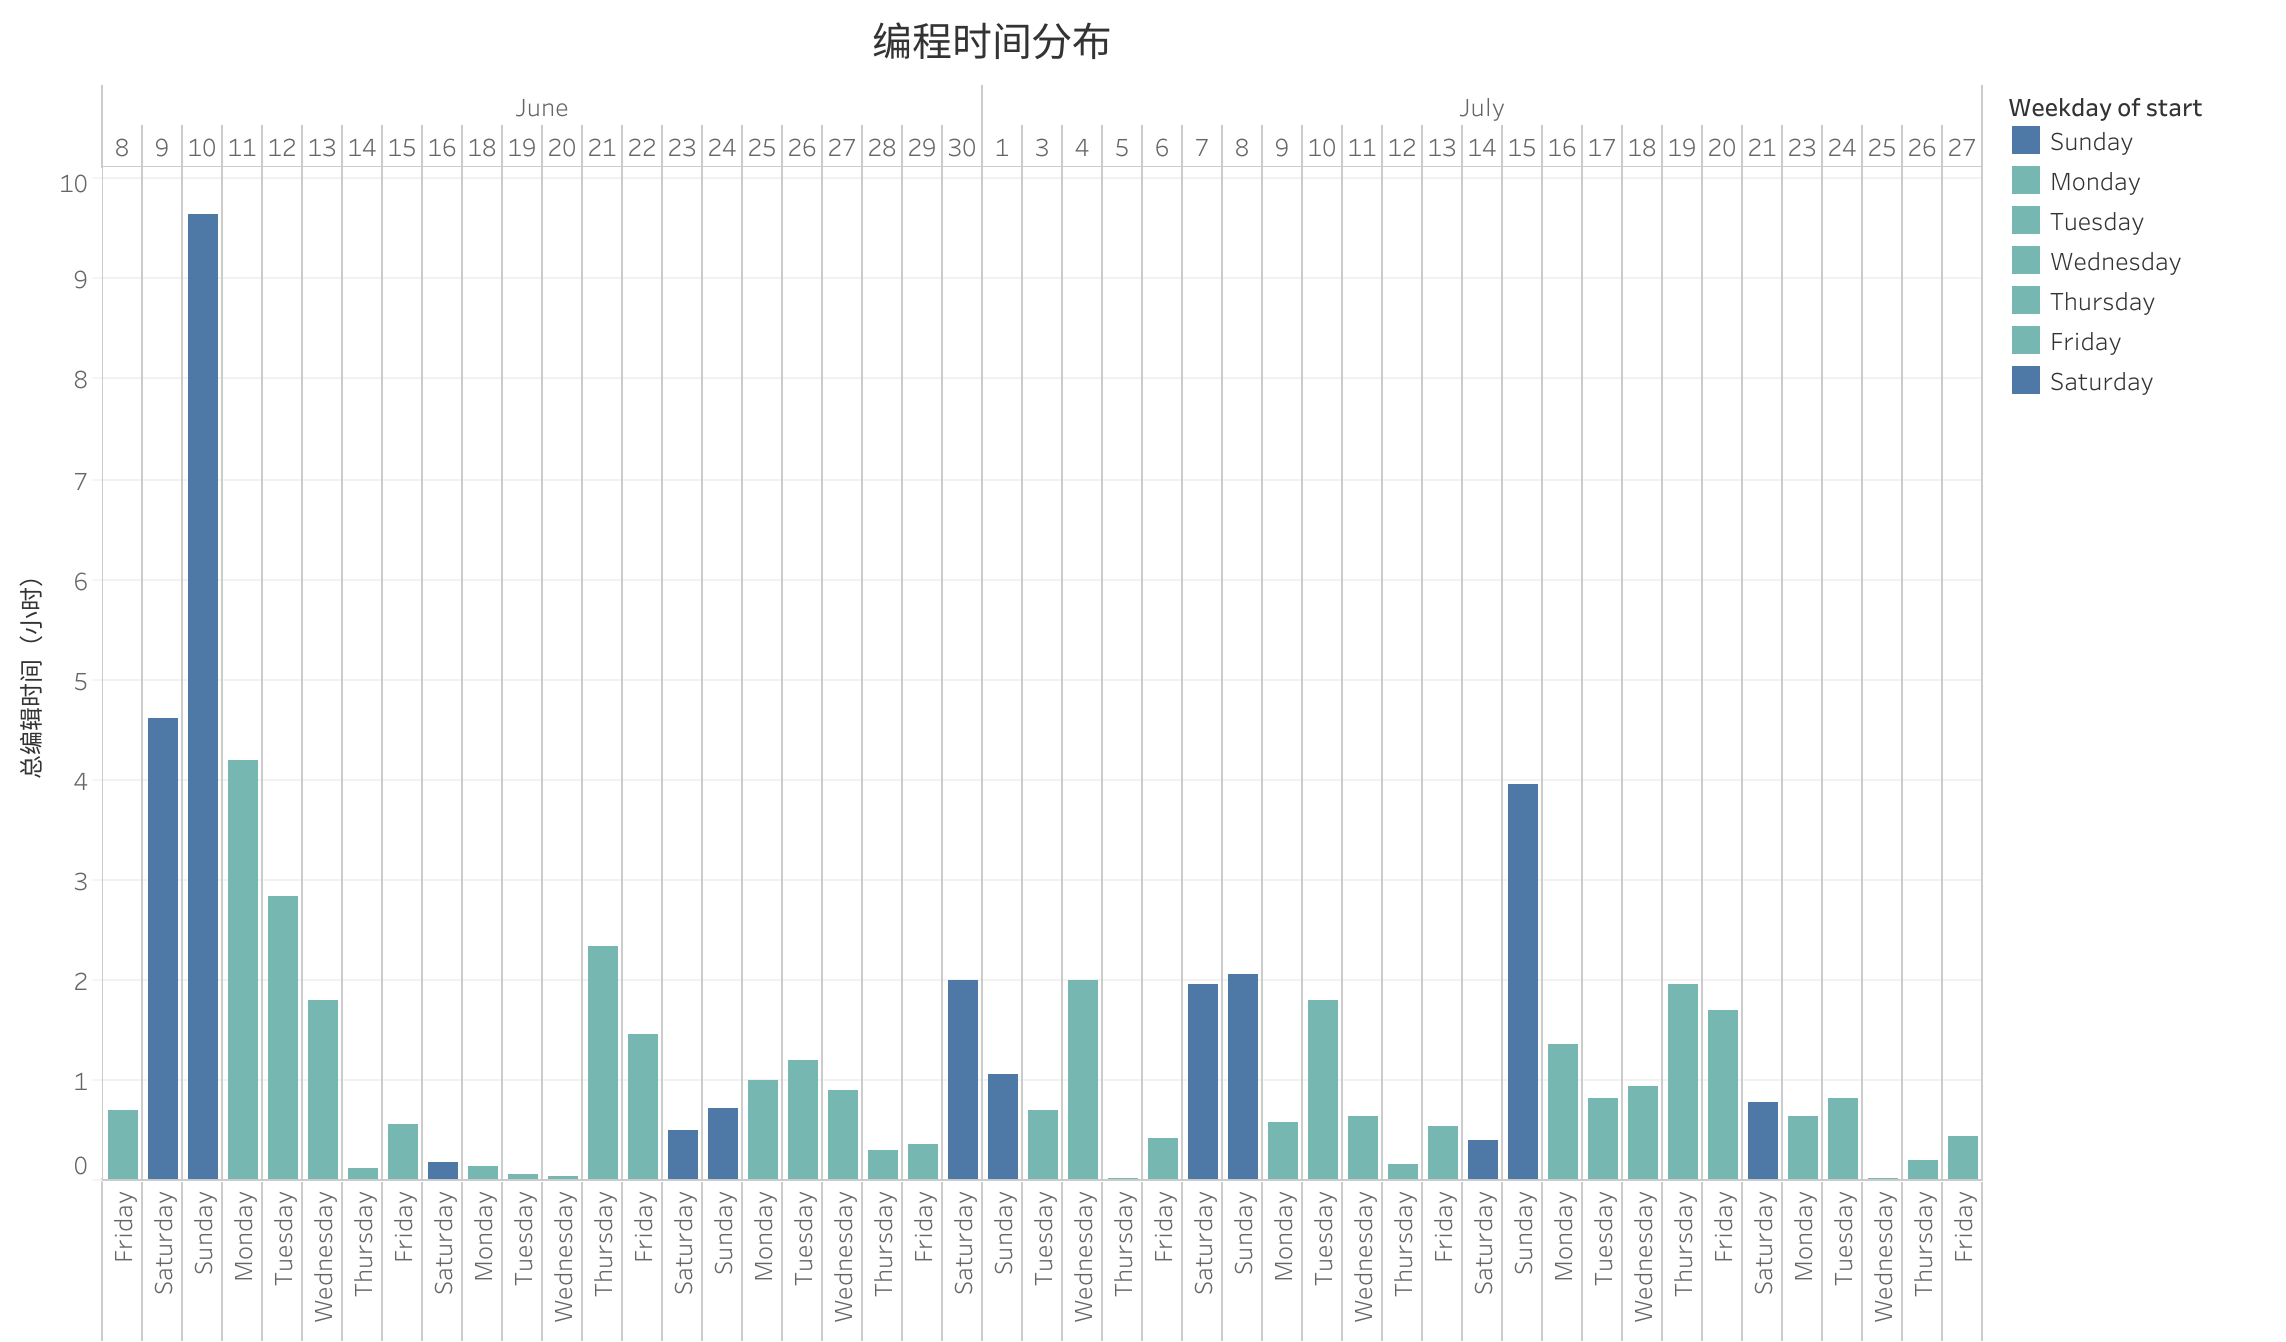 编程时间分布
June July
8 9 10 11 12 13 14 15 16 18 19 20 21 22 23 24 25 26 27 28 29 30 1 3 4 5 6 7 8 9 10 11 12 13 14 15 16 17 18 19 20 21 23 24 25 26 27
10
9
8
7
6
5
4
3
2
1
0
总编辑时间（小时）
Friday Saturday Sunday Monday Tuesday Wednesday Thursday Friday Saturday Monday Tuesday Wednesday Thursday Friday Saturday Sunday Monday Tuesday Wednesday Thursday Friday Saturday Sunday Tuesday Wednesday Thursday Friday Saturday Sunday Monday Tuesday Wednesday Thursday Friday Saturday Sunday Monday Tuesday Wednesday Thursday Friday Saturday Monday Tuesday Wednesday Thursday Friday
Weekday of start
Sunday
Monday
Tuesday
Wednesday
Thursday
Friday
Saturday